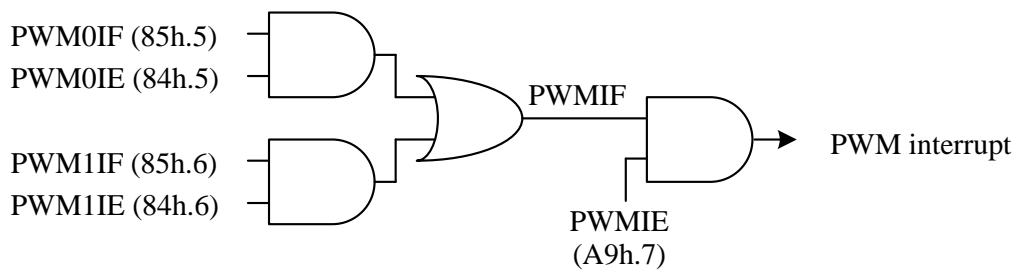 PWM0IF (85h.5)
PWM0IE (84h.5)
PWMIF
PWM1IF (85h.6)
PWM1IE (84h.6)
PWM interrupt
PWMIE
(A9h.7)